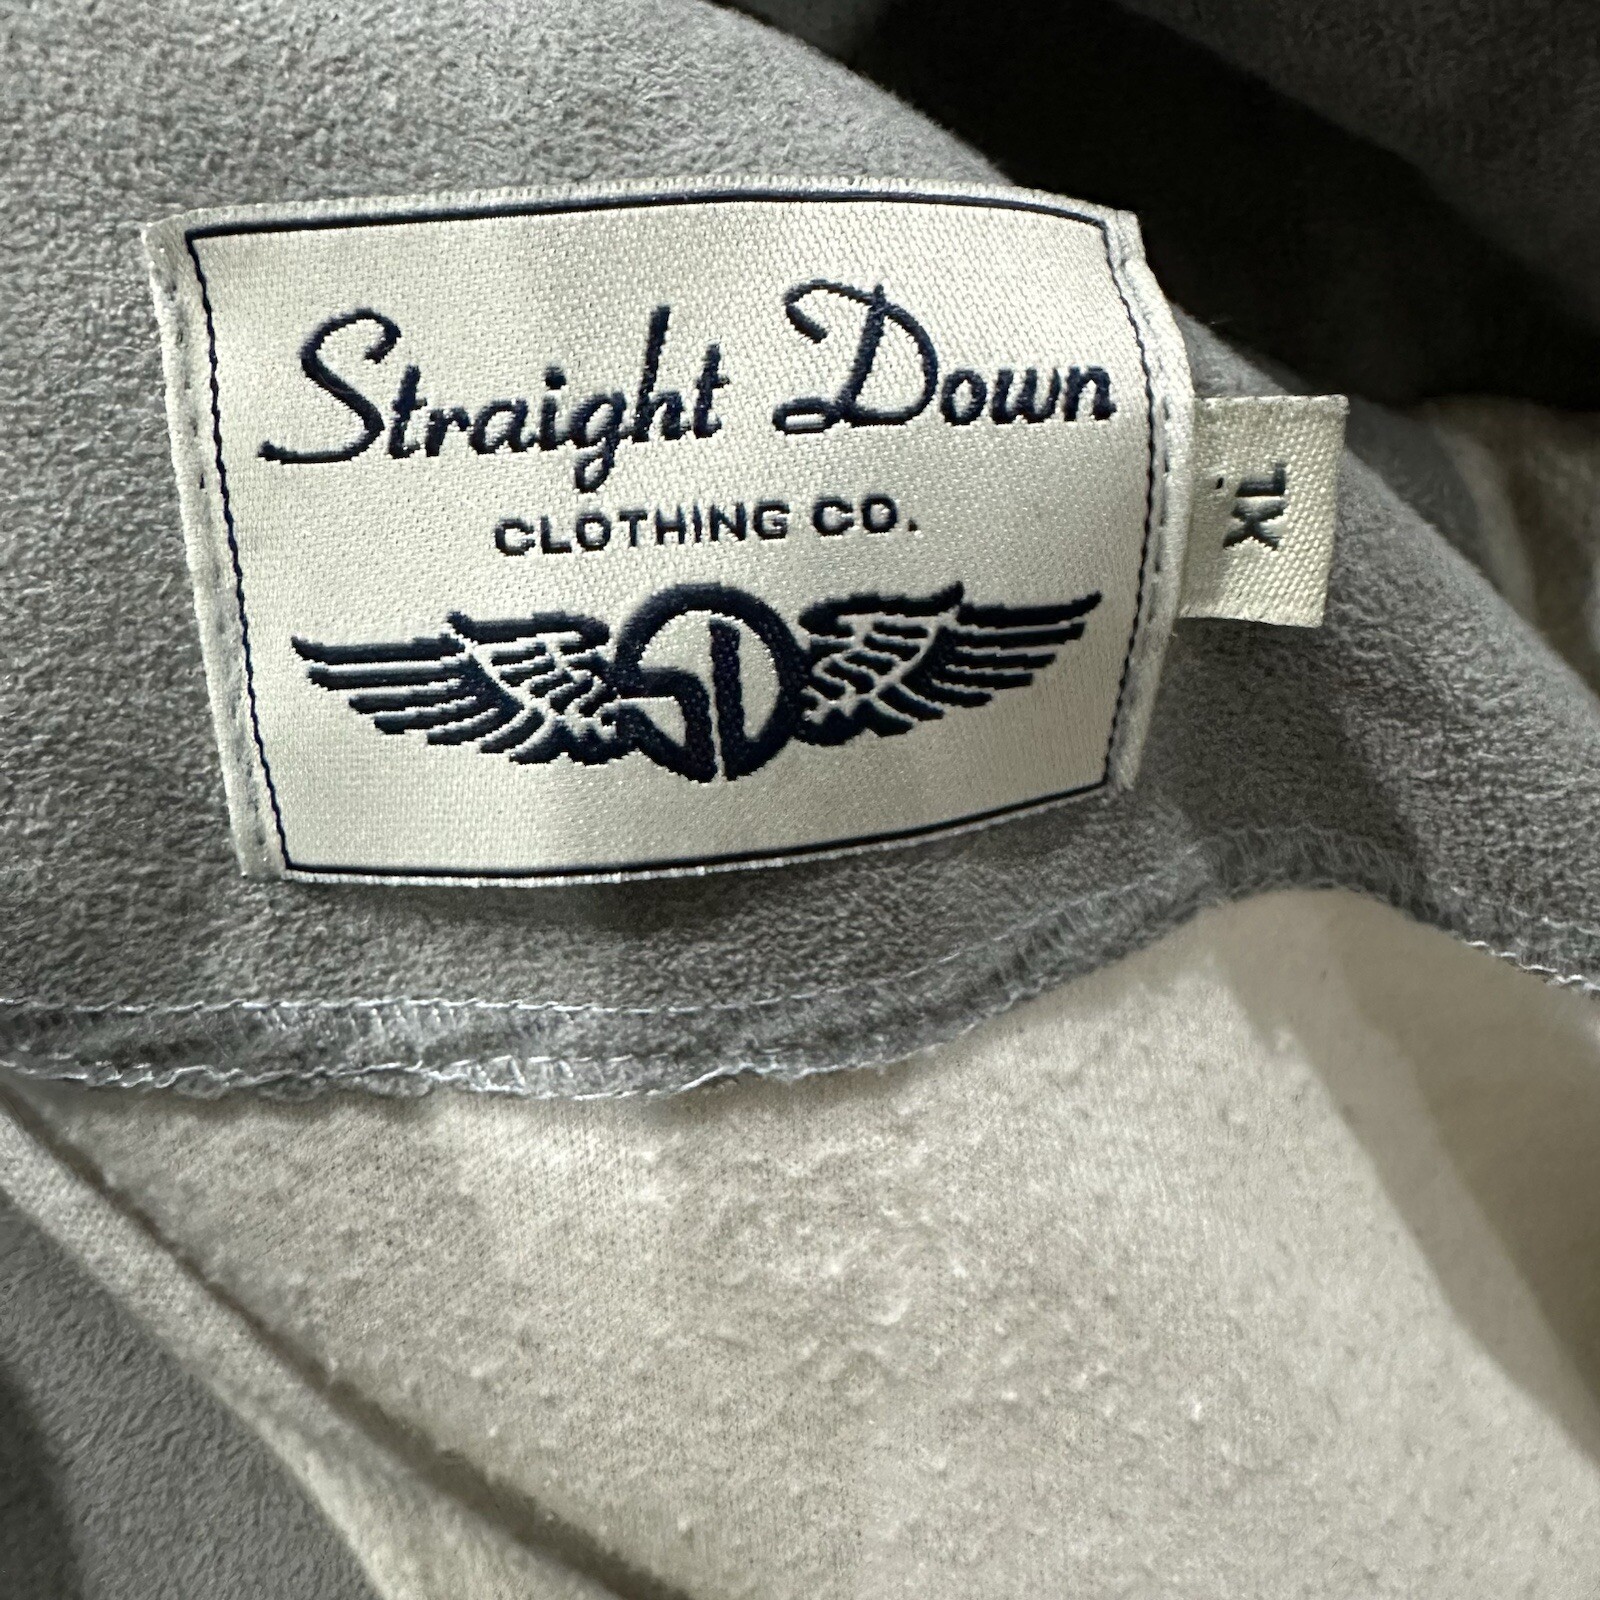 Straight Down
CLOTHING CO.
SD
XL